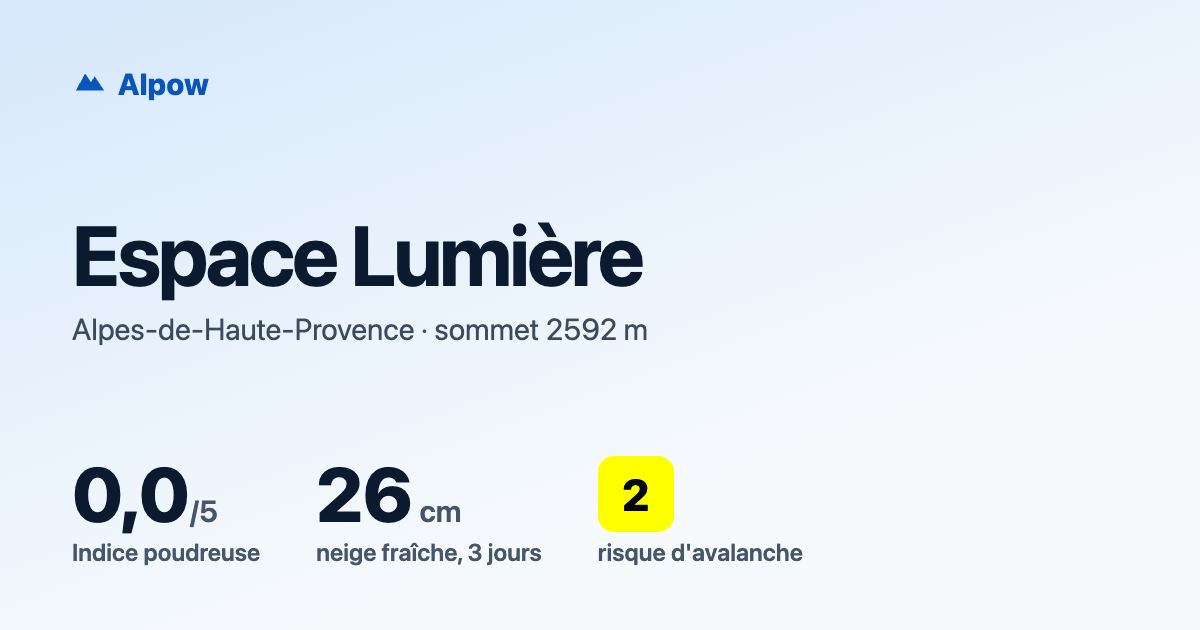 Alpow
Espace Lumière
Alpes-de-Haute-Provence · sommet 2592 m
0,0/5 26 cm 2
Indice poudreuse neige fraîche, 3 jours risque d'avalanche